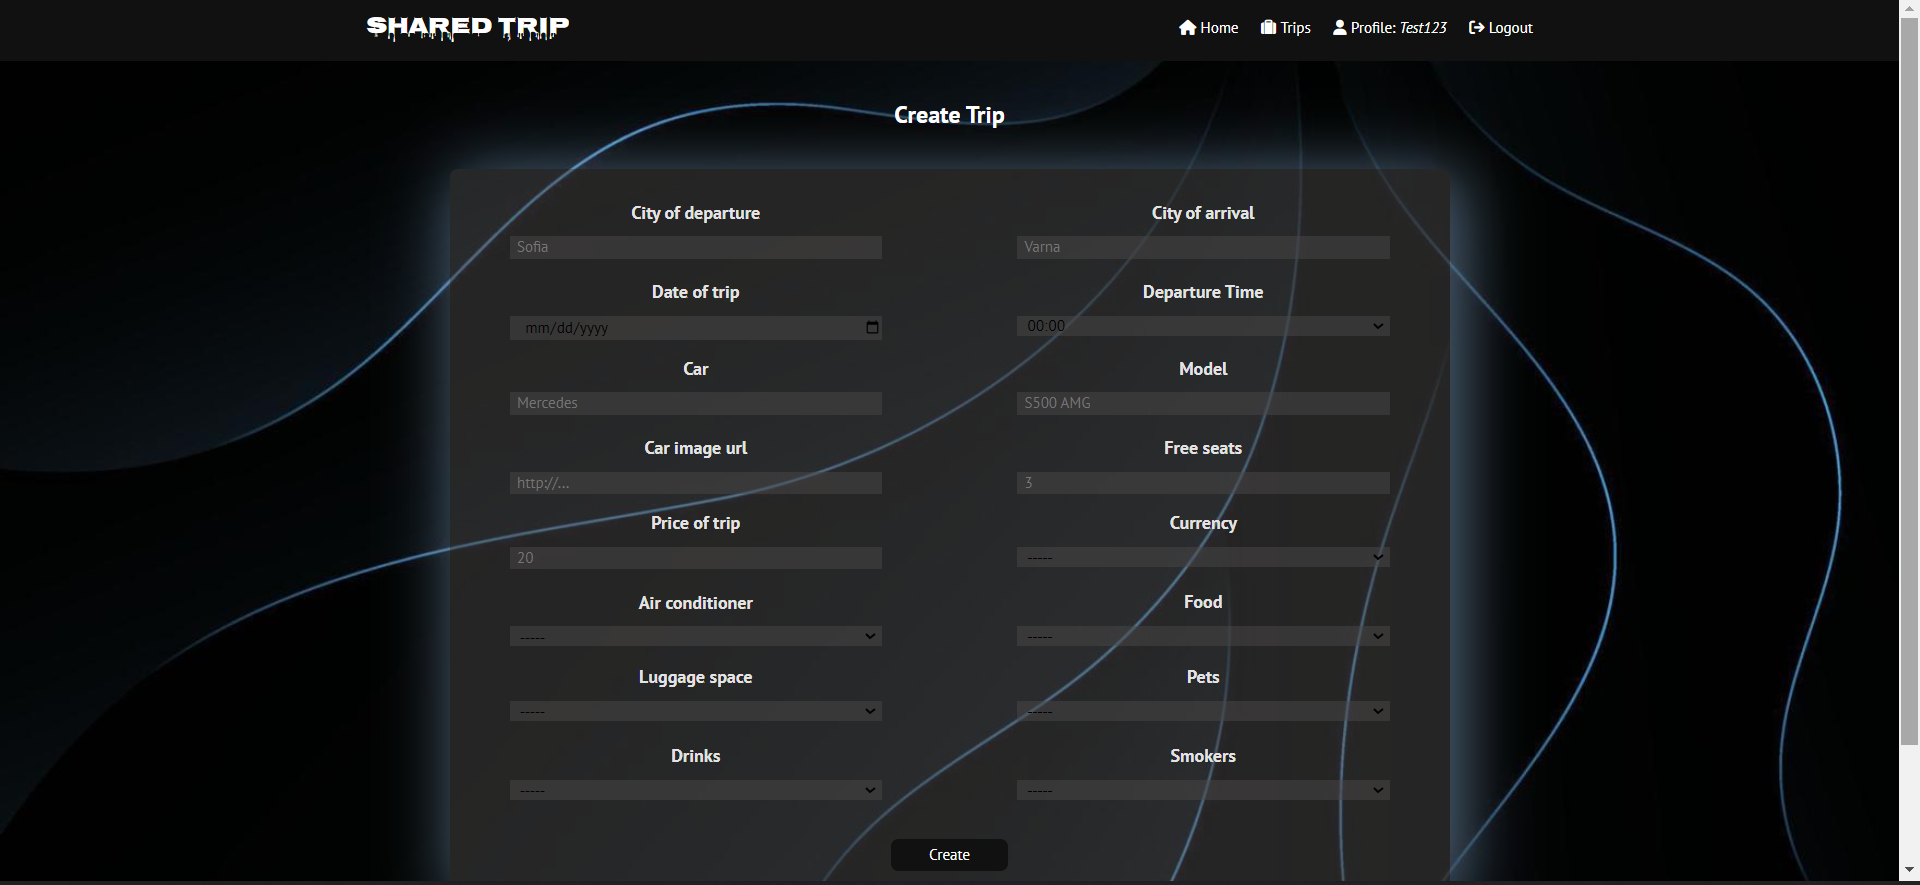 SHARED TRIP
Home Trips Profile: Test123 Logout
Create Trip
City of departure City of arrival
Sofia Varna
Date of trip Departure Time
mm/dd/yyyy 00:00
Car Model
Mercedes S500 AMG
Car image url Free seats
http://... 3
Price of trip Currency
20 -----
Air conditioner Food
----- -----
Luggage space Pets
----- -----
Drinks Smokers
----- -----
Create